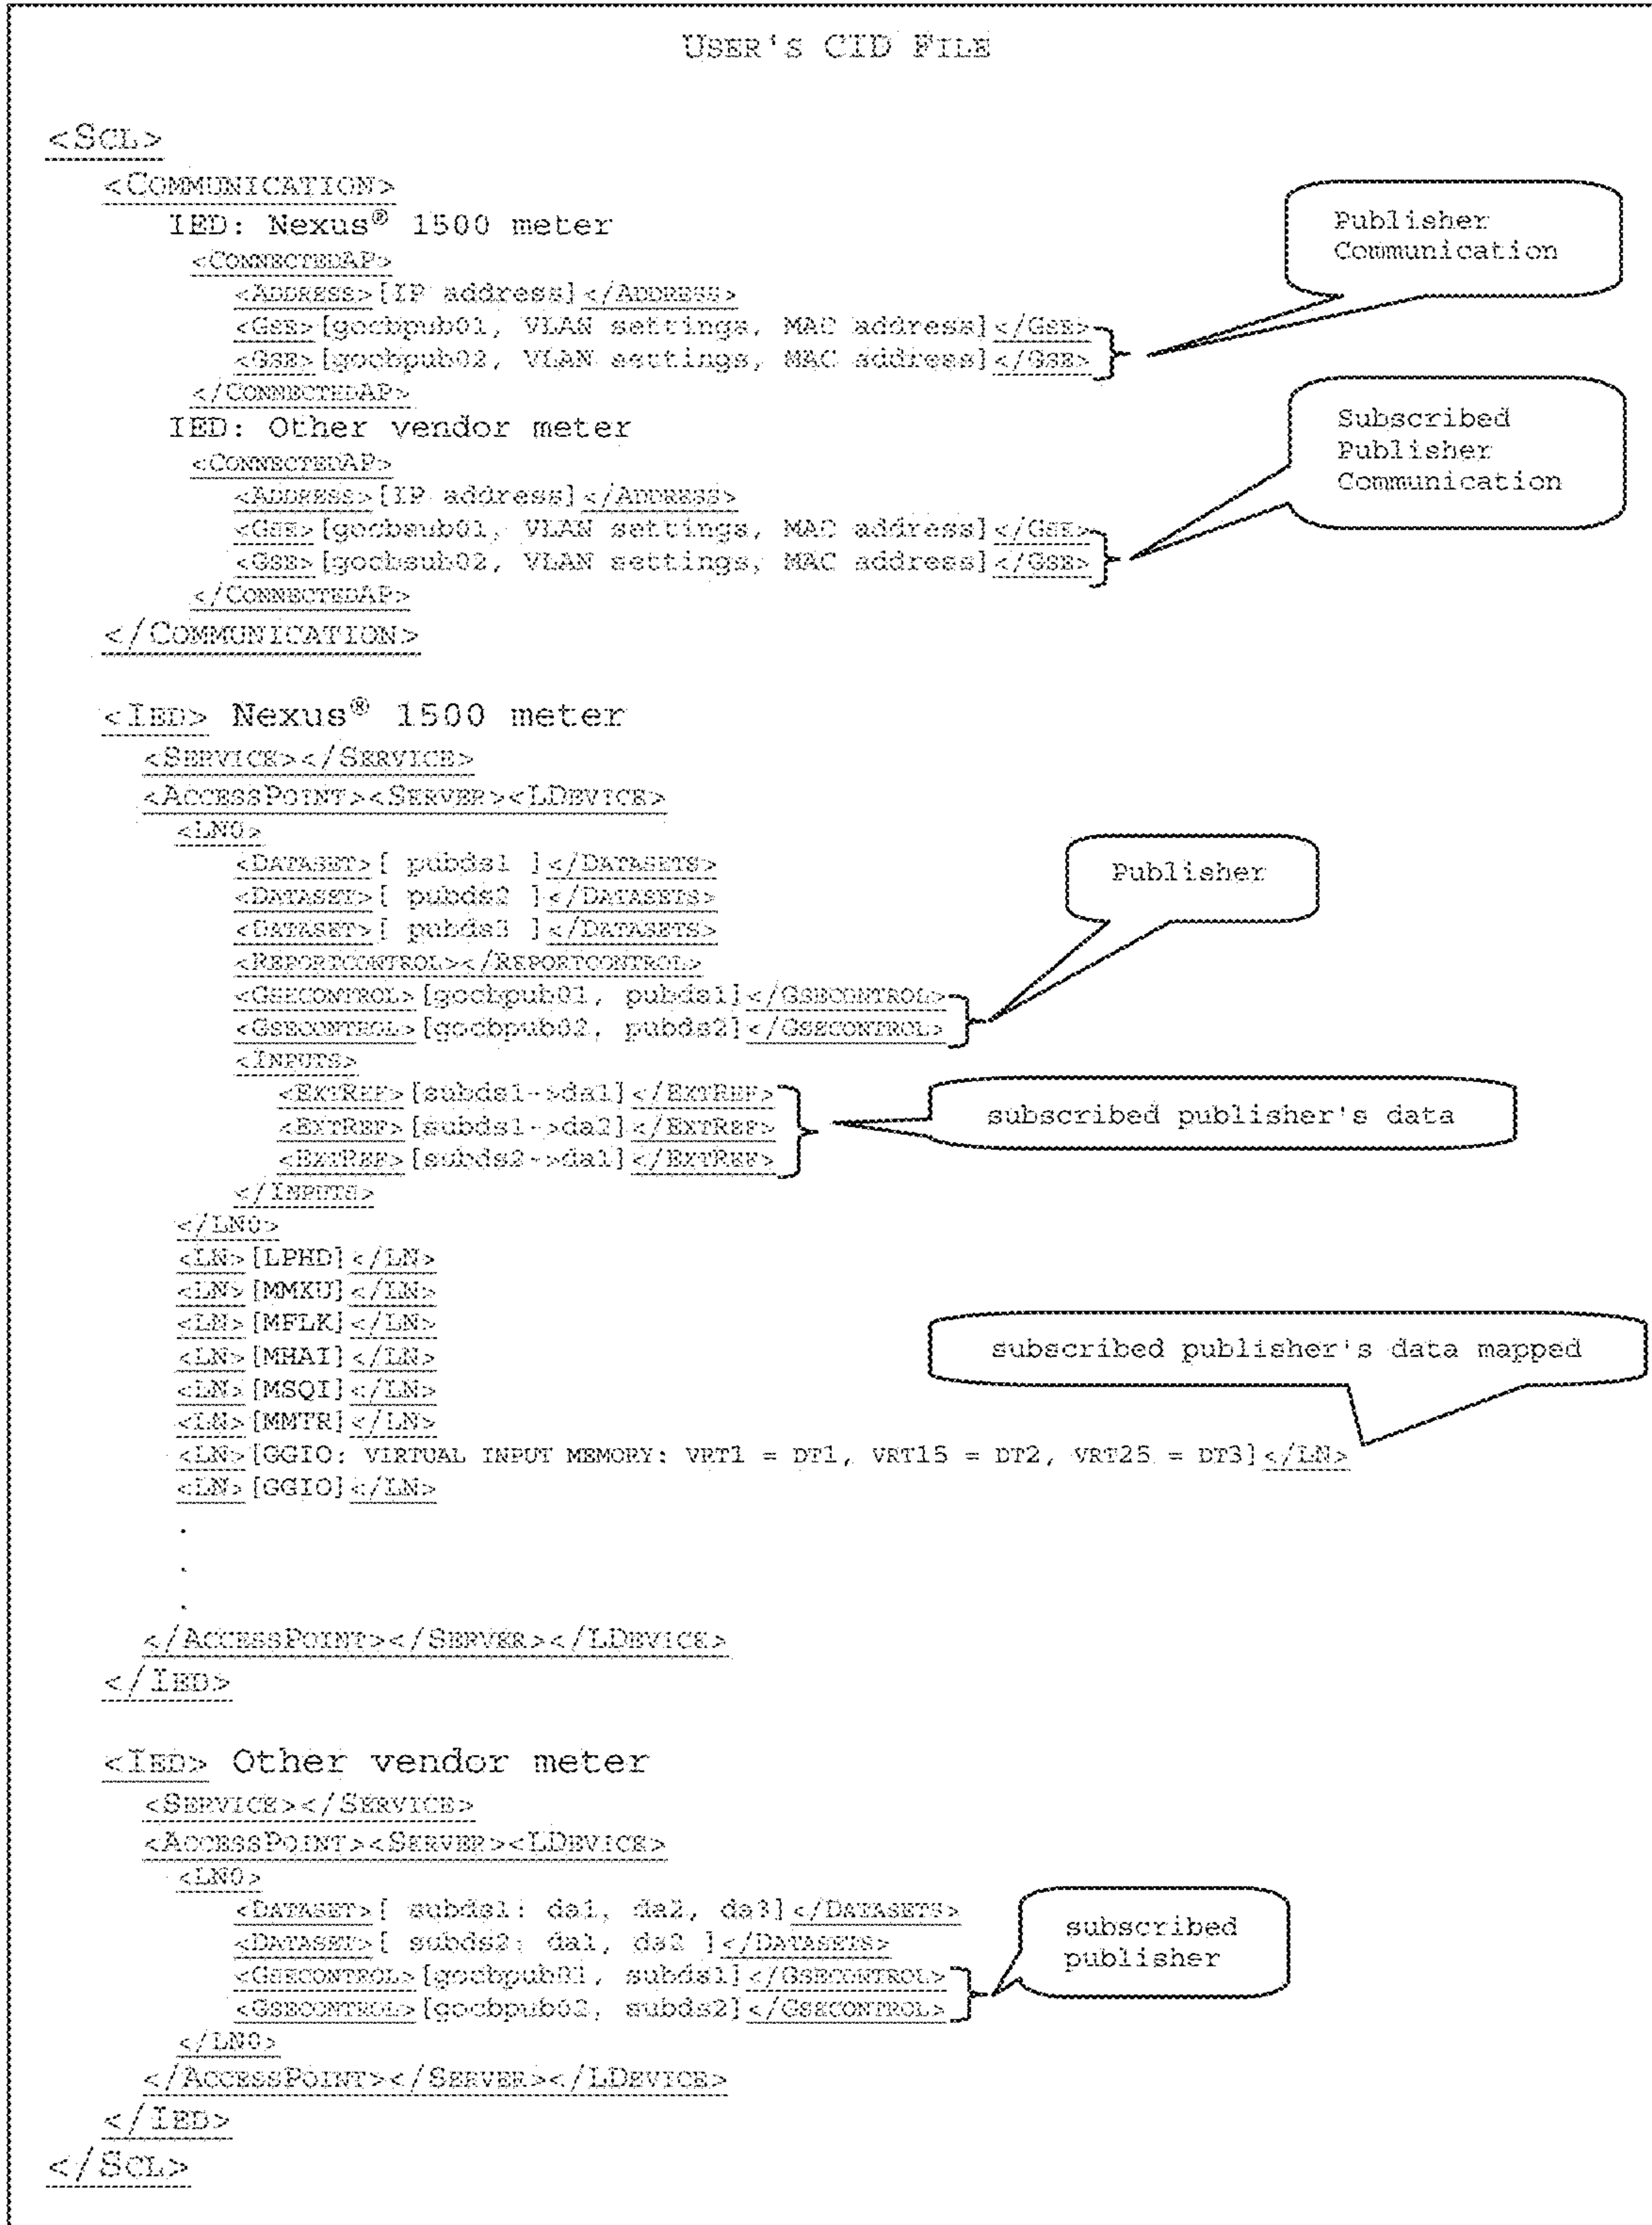 USER'S CID FILE
<SCL>
<COMMUNICATION>
IED: Nexus® 1500 meter
<CONNECTEDAP>
<ADDRESS>[IP address]</ADDRESS>
<GSE>[gocbpub01, VLAN settings, MAC address]</GSE>
<GSE>[gocbpub02, VLAN settings, MAC address]</GSE>
</CONNECTEDAP>
Publisher
Communication
IED: Other vendor meter
<CONNECTEDAP>
<ADDRESS>[IP address]</ADDRESS>
<GSE>[gocbsub01, VLAN settings, MAC address]</GSE>
<GSE>[gocbsub02, VLAN settings, MAC address]</GSE>
</CONNECTEDAP>
Subscribed
Publisher
Communication
</COMMUNICATION>
<IED> Nexus® 1500 meter
<SERVICE></SERVICE>
<ACCESSPOINT><SERVER><LDEVICE>
<LN0>
<DATASET>[ pubds1 ]</DATASETS>
<DATASET>[ pubds2 ]</DATASETS>
<DATASET>[ pubds3 ]</DATASETS>
<REPORTCONTROL></REPORTCONTROL>
<GSECONTROL>[gocbpub01, pubds1]</GSECONTROL>
<GSECONTROL>[gocbpub02, pubds2]</GSECONTROL>
Publisher
<INPUTS>
<EXTREF>[subds1->da1]</EXTREF>
<EXTREF>[subds1->da2]</EXTREF>
<EXTREF>[subds2->da1]</EXTREF>
subscribed publisher's data
</INPUTS>
</LN0>
<LN>[LPHD]</LN>
<LN>[MMXU]</LN>
<LN>[MFLK]</LN>
<LN>[MHAI]</LN>
<LN>[MSQI]</LN>
<LN>[MMTR]</LN>
subscribed publisher's data mapped
<LN>[GGIO: VIRTUAL INPUT MEMORY: VRT1 = DT1, VRT15 = DT2, VRT25 = DT3]</LN>
<LN>[GGIO]</LN>
.
.
.
</ACCESSPOINT></SERVER></LDEVICE>
</IED>
<IED> Other vendor meter
<SERVICE></SERVICE>
<ACCESSPOINT><SERVER><LDEVICE>
<LN0>
<DATASET>[ subds1: da1, da2, da3]</DATASETS>
<DATASET>[ subds2: da1, da2 ]</DATASETS>
<GSECONTROL>[gocbpub01, subds1]</GSECONTROL>
<GSECONTROL>[gocbpub02, subds2]</GSECONTROL>
subscribed
publisher
</LN0>
</ACCESSPOINT></SERVER></LDEVICE>
</IED>
</SCL>